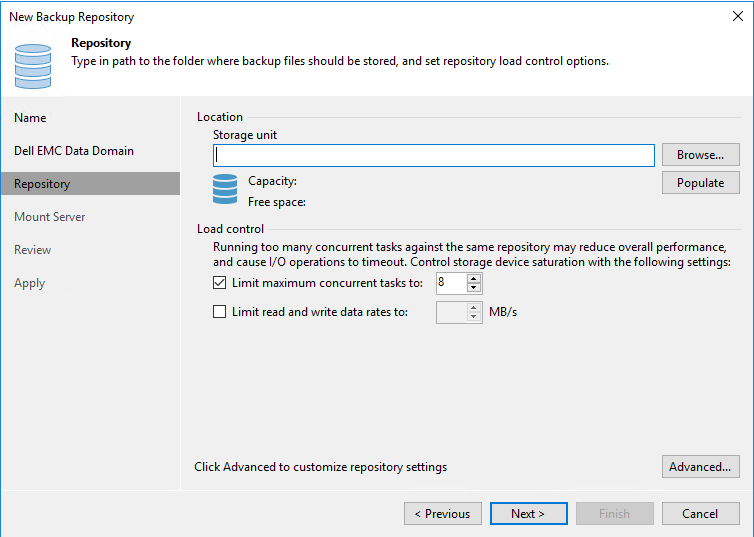 New Backup Repository
Repository
Type in path to the folder where backup files should be stored, and set repository load control options.
Name
Dell EMC Data Domain
Repository
Mount Server
Review
Apply
Location
Storage unit
Browse...
Capacity:
Populate
Free space:
Load control
Running too many concurrent tasks against the same repository may reduce overall performance,
and cause I/O operations to timeout. Control storage device saturation with the following settings:
Limit maximum concurrent tasks to: 8
Limit read and write data rates to: MB/s
Click Advanced to customize repository settings
Advanced...
< Previous
Next >
Finish
Cancel